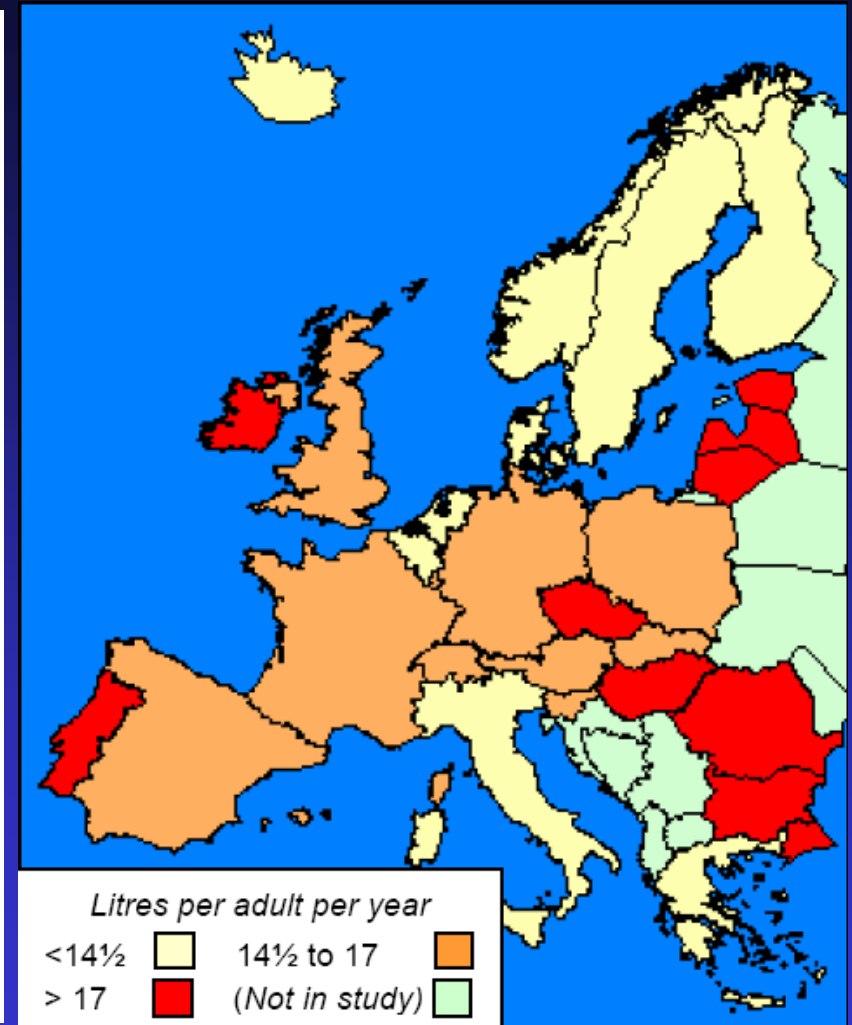 Litres per adult per year
<14½ 14½ to 17
> 17 (Not in study)